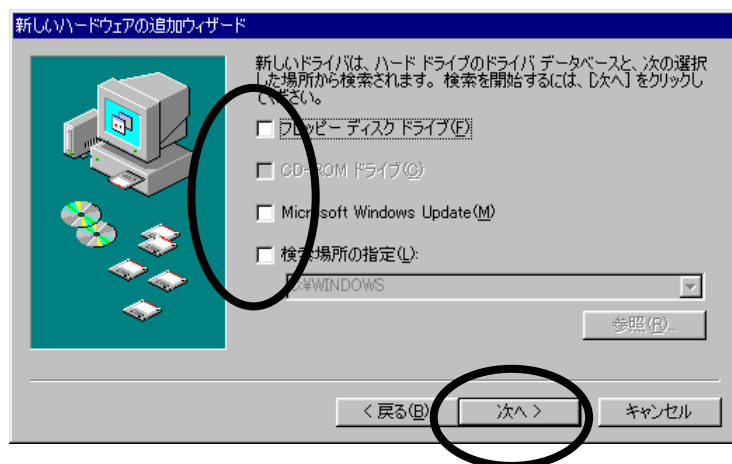 新しいハードウェアの追加ウィザード
新しいドライバは、ハード ドライブのドライバ データベースと、次の選択
した場所から検索されます。検索を開始するには、[次へ] をクリックし
てください。
フロッピー ディスク ドライブ(F)
CD-ROM ドライブ(C)
Microsoft Windows Update(M)
検索場所の指定(L):
C:¥WINDOWS
参照(R)...
< 戻る(B)
次へ >
キャンセル